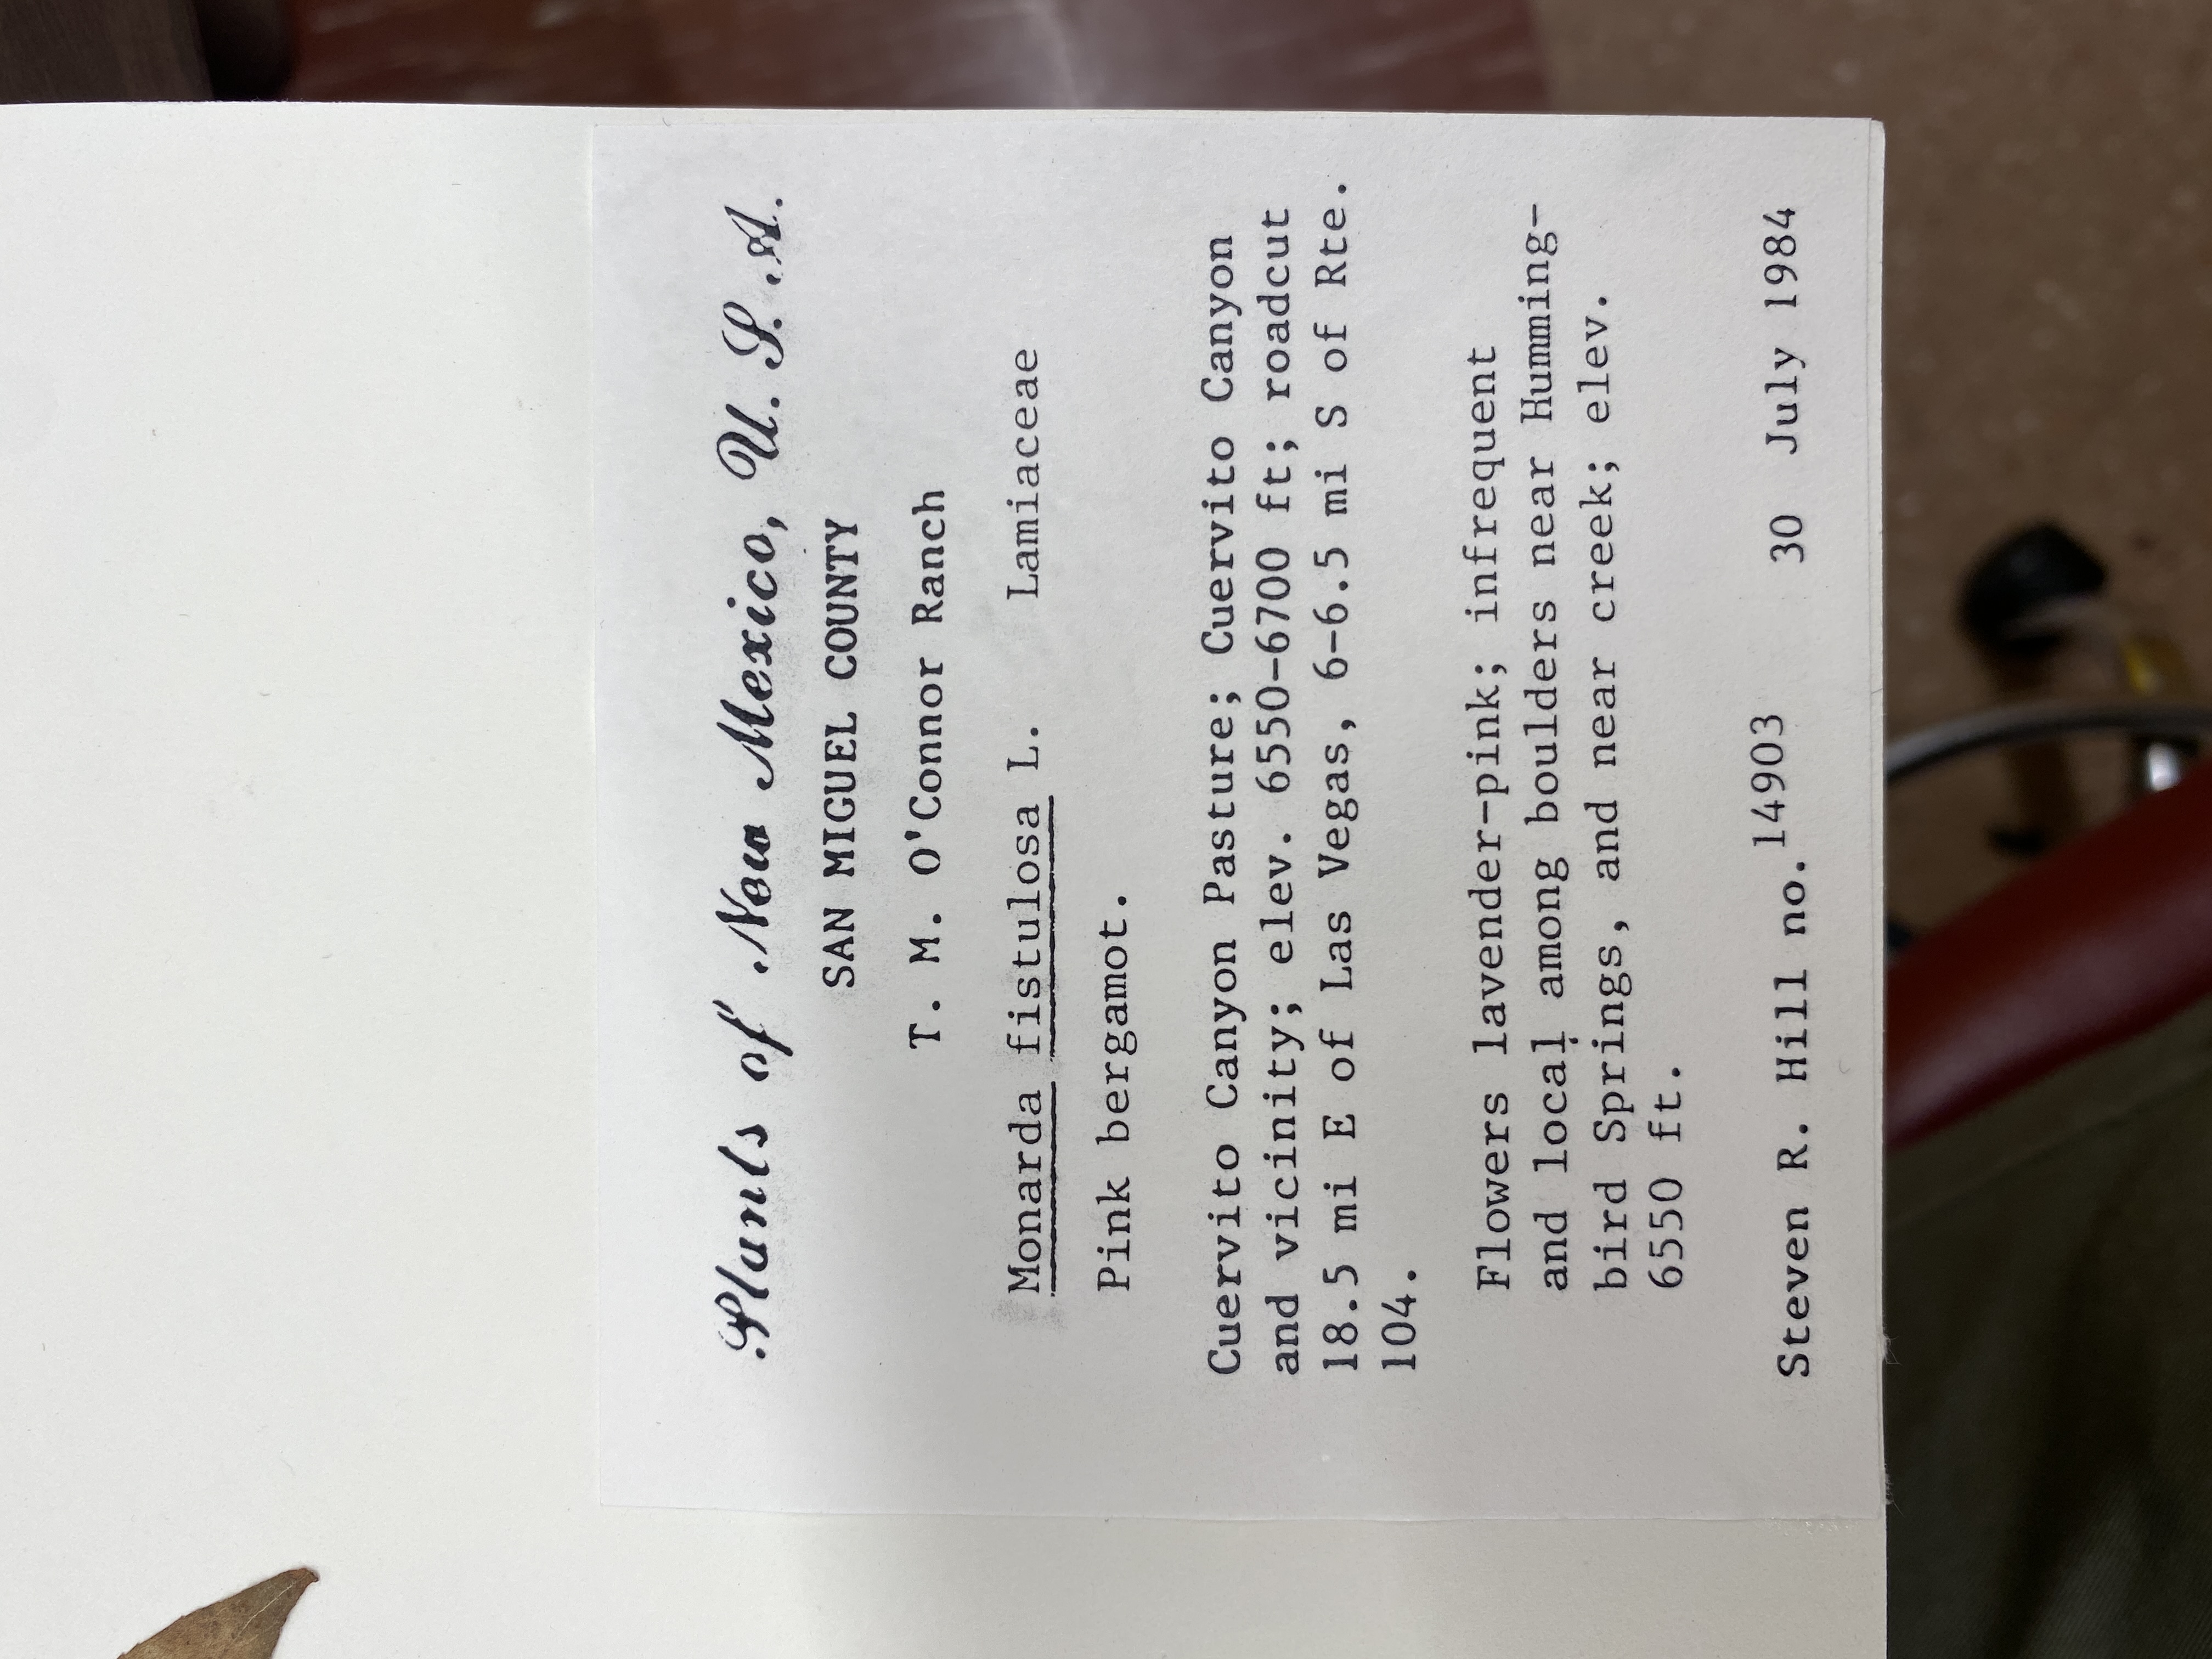 Plants of New Mexico, U. S. A.
SAN MIGUEL COUNTY
T. M. O'Connor Ranch
Monarda fistulosa L. Lamiaceae
Pink bergamot.
Cuervito Canyon Pasture; Cuervito Canyon
and vicinity; elev. 6550-6700 ft; roadcut
18.5 mi E of Las Vegas, 6-6.5 mi S of Rte.
104.
Flowers lavender-pink; infrequent
and local among boulders near Humming-
bird Springs, and near creek; elev.
6550 ft.
Steven R. Hill no. 14903 30 July 1984